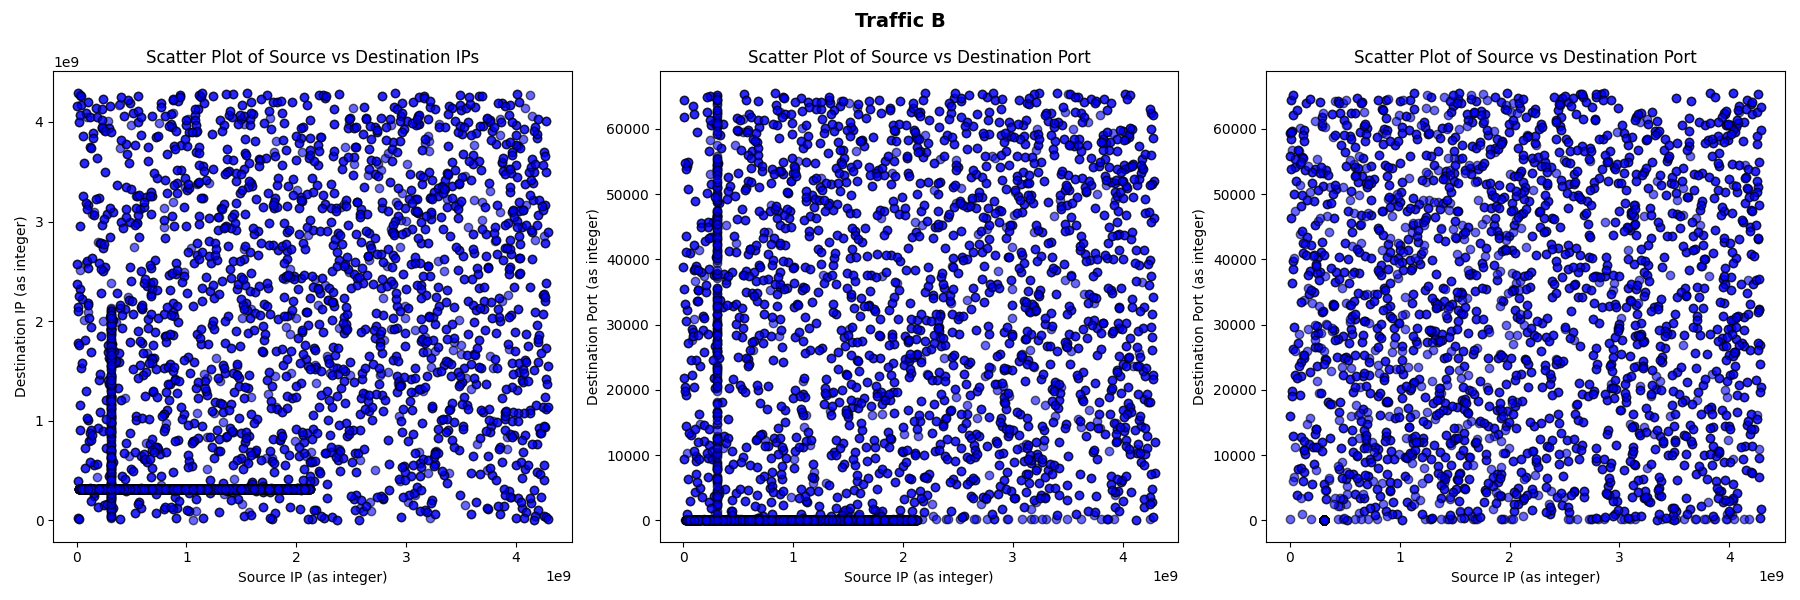 Traffic B
Scatter Plot of Source vs Destination IPs
1e9
Destination IP (as integer)
4
3
2
1
0
0 1 2 3 4
1e9
Source IP (as integer)
Scatter Plot of Source vs Destination Port
Destination Port (as integer)
60000
50000
40000
30000
20000
10000
0
0 1 2 3 4
1e9
Source IP (as integer)
Scatter Plot of Source vs Destination Port
Destination Port (as integer)
60000
50000
40000
30000
20000
10000
0
0 1 2 3 4
1e9
Source IP (as integer)